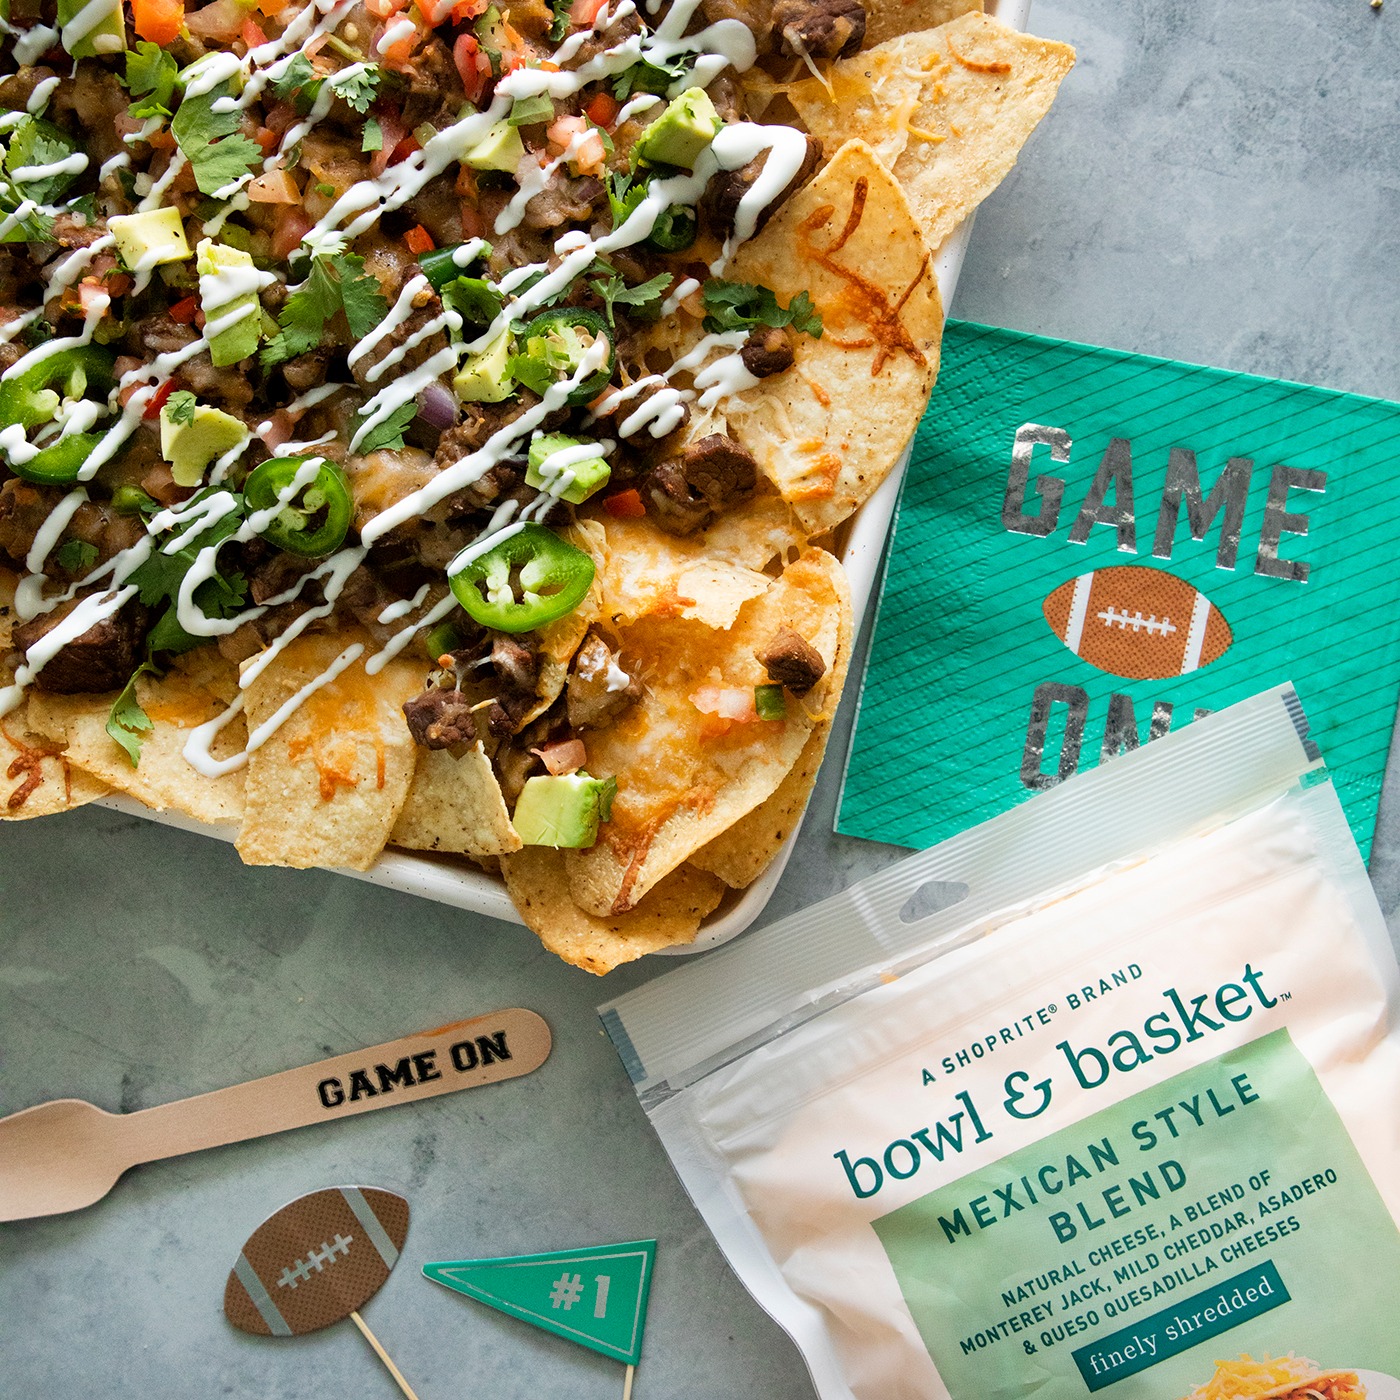 GAME
ON
GAME ON
#1
A SHOPRITE® BRAND
bowl & basket™
MEXICAN STYLE
BLEND
NATURAL CHEESE, A BLEND OF
MONTEREY JACK, MILD CHEDDAR, ASADERO
& QUESO QUESADILLA CHEESES
finely shredded